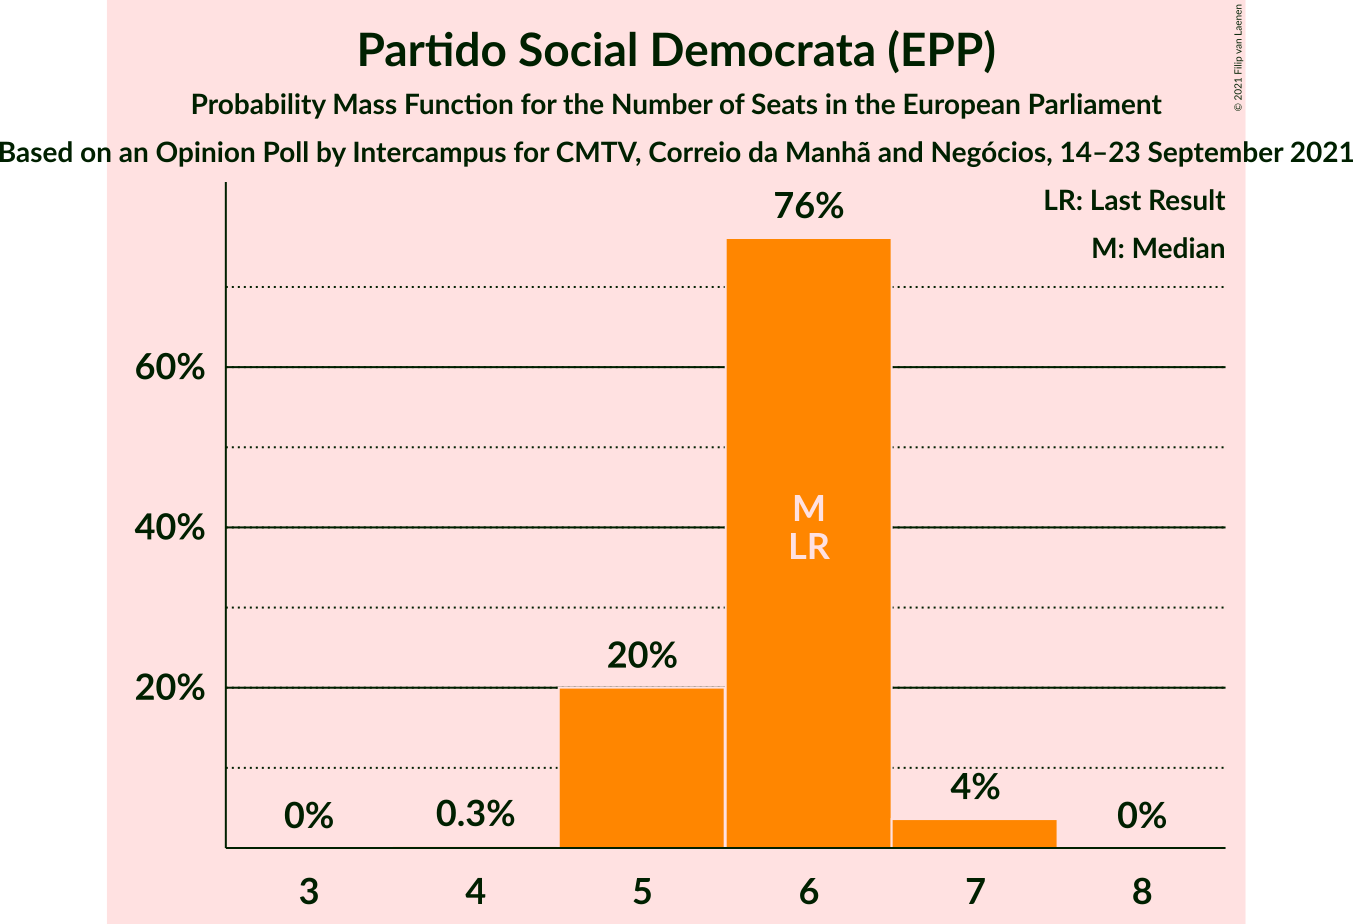 Partido Social Democrata (EPP)
Probability Mass Function for the Number of Seats in the European Parliament
Based on an Opinion Poll by Intercampus for CMTV, Correio da Manhã and Negócios, 14–23 September 2021
© 2021 Filip van Laenen
LR: Last Result
M: Median
76%
60%
M
40%
LR
20%
20%
4%
0%
0.3%
0%
3
4
5
6
7
8